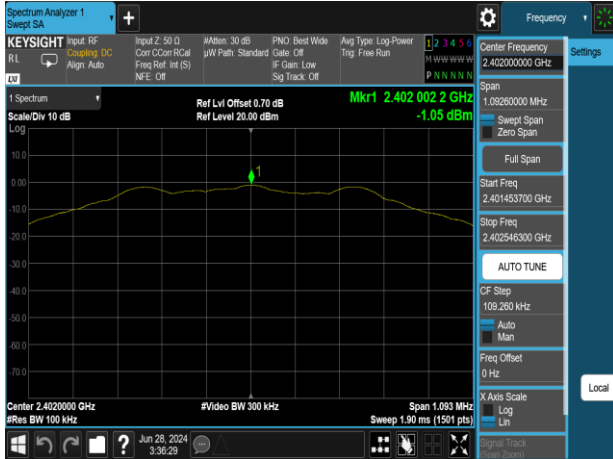 Spectrum Analyzer 1
Swept SA
+
Frequency
KEYSIGHT
RL
LXI
Input: RF
Coupling: DC
Align: Auto
Input Z: 50 Ω
Corr CCorr RCal
Freq Ref: Int (S)
NFE: Off
#Atten: 30 dB
µW Path: Standard
PNO: Best Wide
Gate: Off
IF Gain: Low
Sig Track: Off
Avg Type: Log-Power
Trig: Free Run
1 2 3 4 5 6
M W W W W W
P N N N N N
1 Spectrum
Scale/Div 10 dB
Log
Ref Lvl Offset 0.70 dB
Ref Level 20.00 dBm
Mkr1 2.402 002 2 GHz
-1.05 dBm
1
10.0
0.00
-10.0
-20.0
-30.0
-40.0
-50.0
-60.0
-70.0
Center 2.4020000 GHz
#Res BW 100 kHz
#Video BW 300 kHz
Span 1.093 MHz
Sweep 1.90 ms (1501 pts)
?
Jun 28, 2024
3:36:29
Center Frequency
2.402000000 GHz
Span
1.09260000 MHz
Swept Span
Zero Span
Full Span
Start Freq
2.401453700 GHz
Stop Freq
2.402546300 GHz
AUTO TUNE
CF Step
109.260 kHz
Auto
Man
Freq Offset
0 Hz
X Axis Scale
Log
Lin
Signal Track
(Span Zoom)
Settings
Local